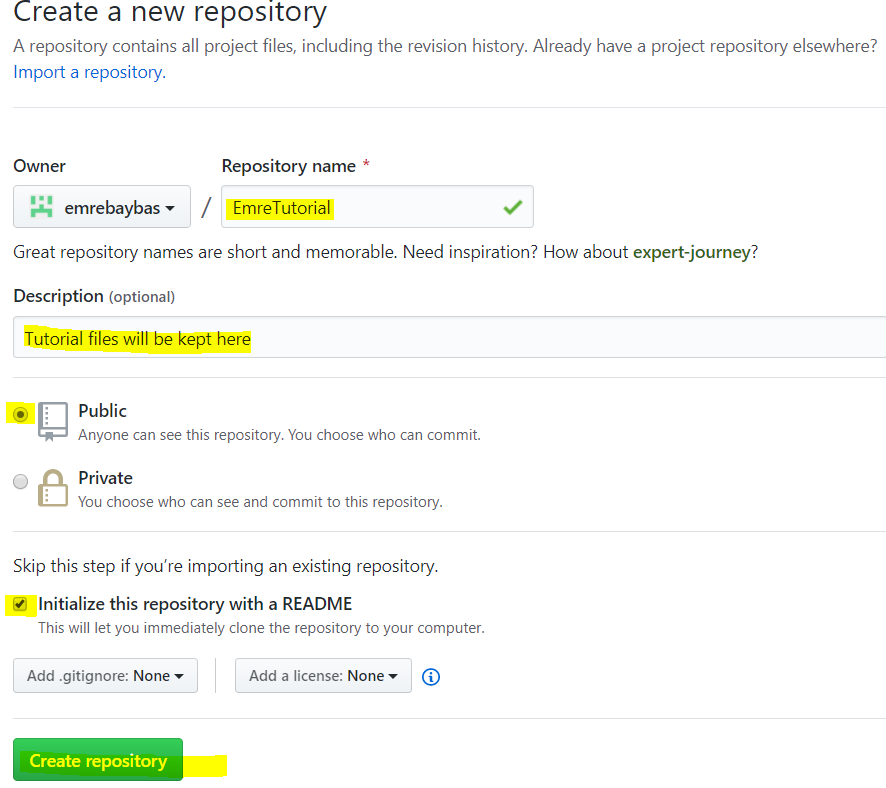 Create a new repository
A repository contains all project files, including the revision history. Already have a project repository elsewhere?
Import a repository.
Owner
Repository name *
emrebaybas
/
EmreTutorial
Great repository names are short and memorable. Need inspiration? How about expert-journey?
Description (optional)
Tutorial files will be kept here
Public
Anyone can see this repository. You choose who can commit.
Private
You choose who can see and commit to this repository.
Skip this step if you’re importing an existing repository.
Initialize this repository with a README
This will let you immediately clone the repository to your computer.
Add .gitignore: None
Add a license: None
Create repository